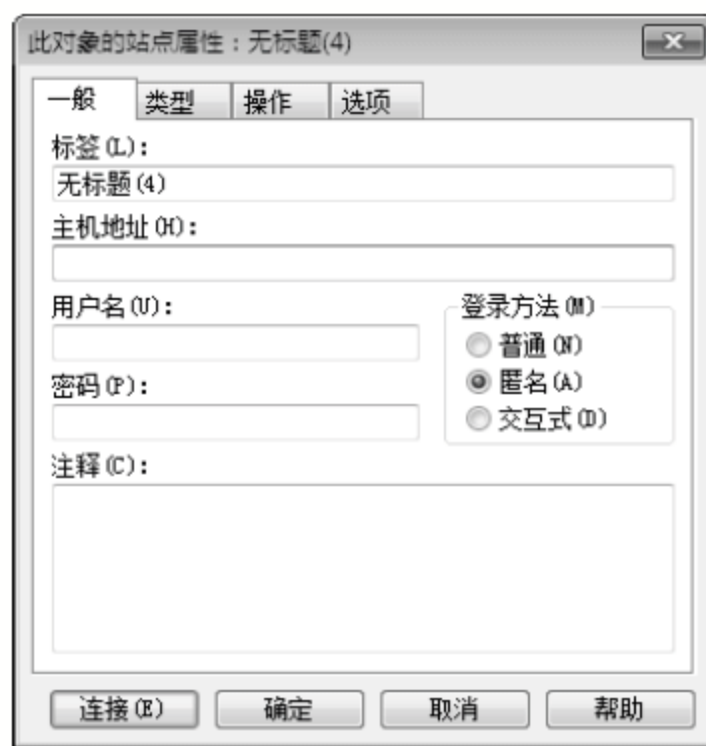 此对象的站点属性：无标题(4)
一般 类型 操作 选项
标签(L):
无标题(4)
主机地址(H):
用户名(U): 登录方法(M)
普通(N)
密码(P): 匿名(A)
交互式(D)
注释(C):
连接(E) 确定 取消 帮助